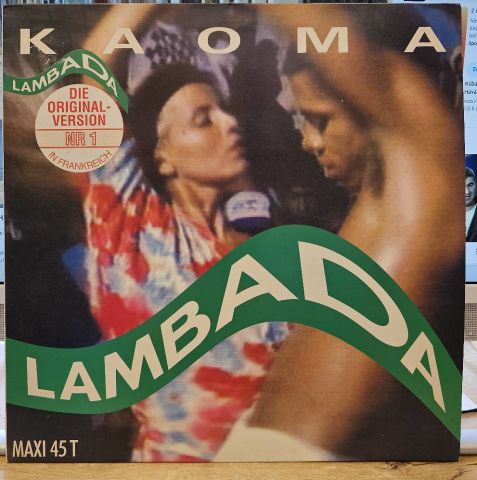 KAOMA
LAMBADA
DIE
ORIGINAL-
VERSION
NR 1
IN FRANKREICH
LAMBADA
MAXI 45 T